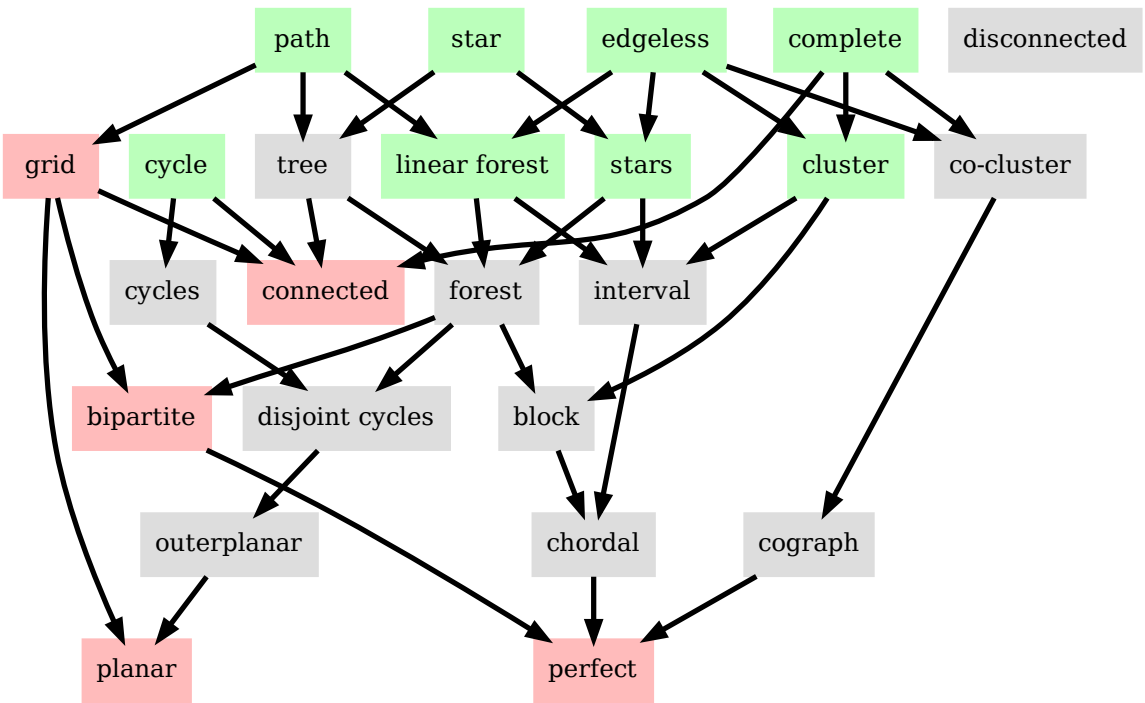 path
star
edgeless
complete
disconnected
grid
cycle
tree
linear forest
stars
cluster
co-cluster
cycles
connected
forest
interval
bipartite
disjoint cycles
block
outerplanar
chordal
cograph
planar
perfect